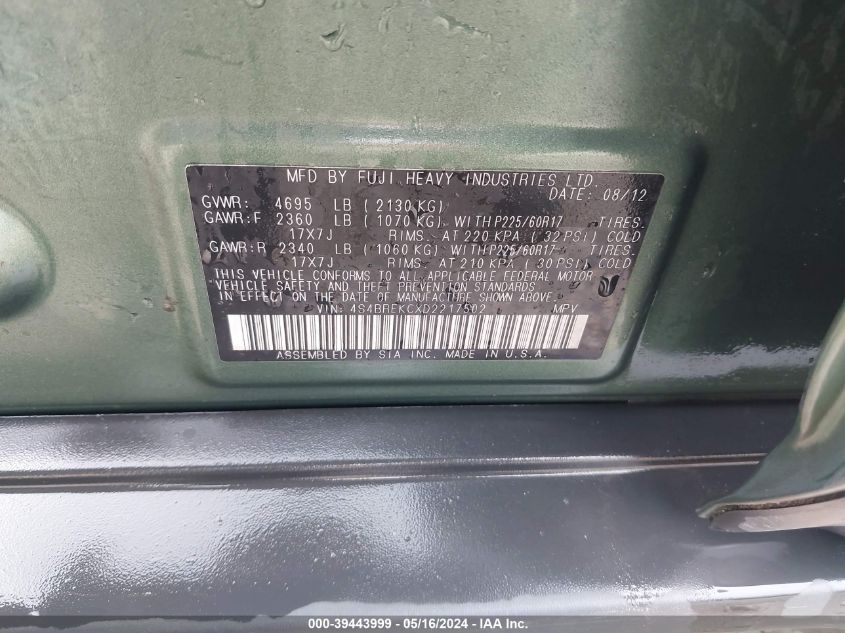 MFD BY FUJI HEAVY INDUSTRIES LTD.
DATE: 08/12
GVWR: 4695 LB (2130 KG)
GAWR:F 2360 LB (1070 KG) WITH P225/60R17 TIRES.
17X7J RIMS. AT 220 KPA (32 PSI) COLD
GAWR:R 2340 LB (1060 KG) WITH P225/60R17 TIRES.
17X7J RIMS. AT 210 KPA (30 PSI) COLD
THIS VEHICLE CONFORMS TO ALL APPLICABLE FEDERAL MOTOR
VEHICLE SAFETY AND THEFT PREVENTION STANDARDS
IN EFFECT ON THE DATE OF MANUFACTURE SHOWN ABOVE.
VIN: 4S4BREKCXD2217502 MPV
ASSEMBLED BY SIA INC. MADE IN U.S.A.
000-39443999 - 05/16/2024 - IAA Inc.